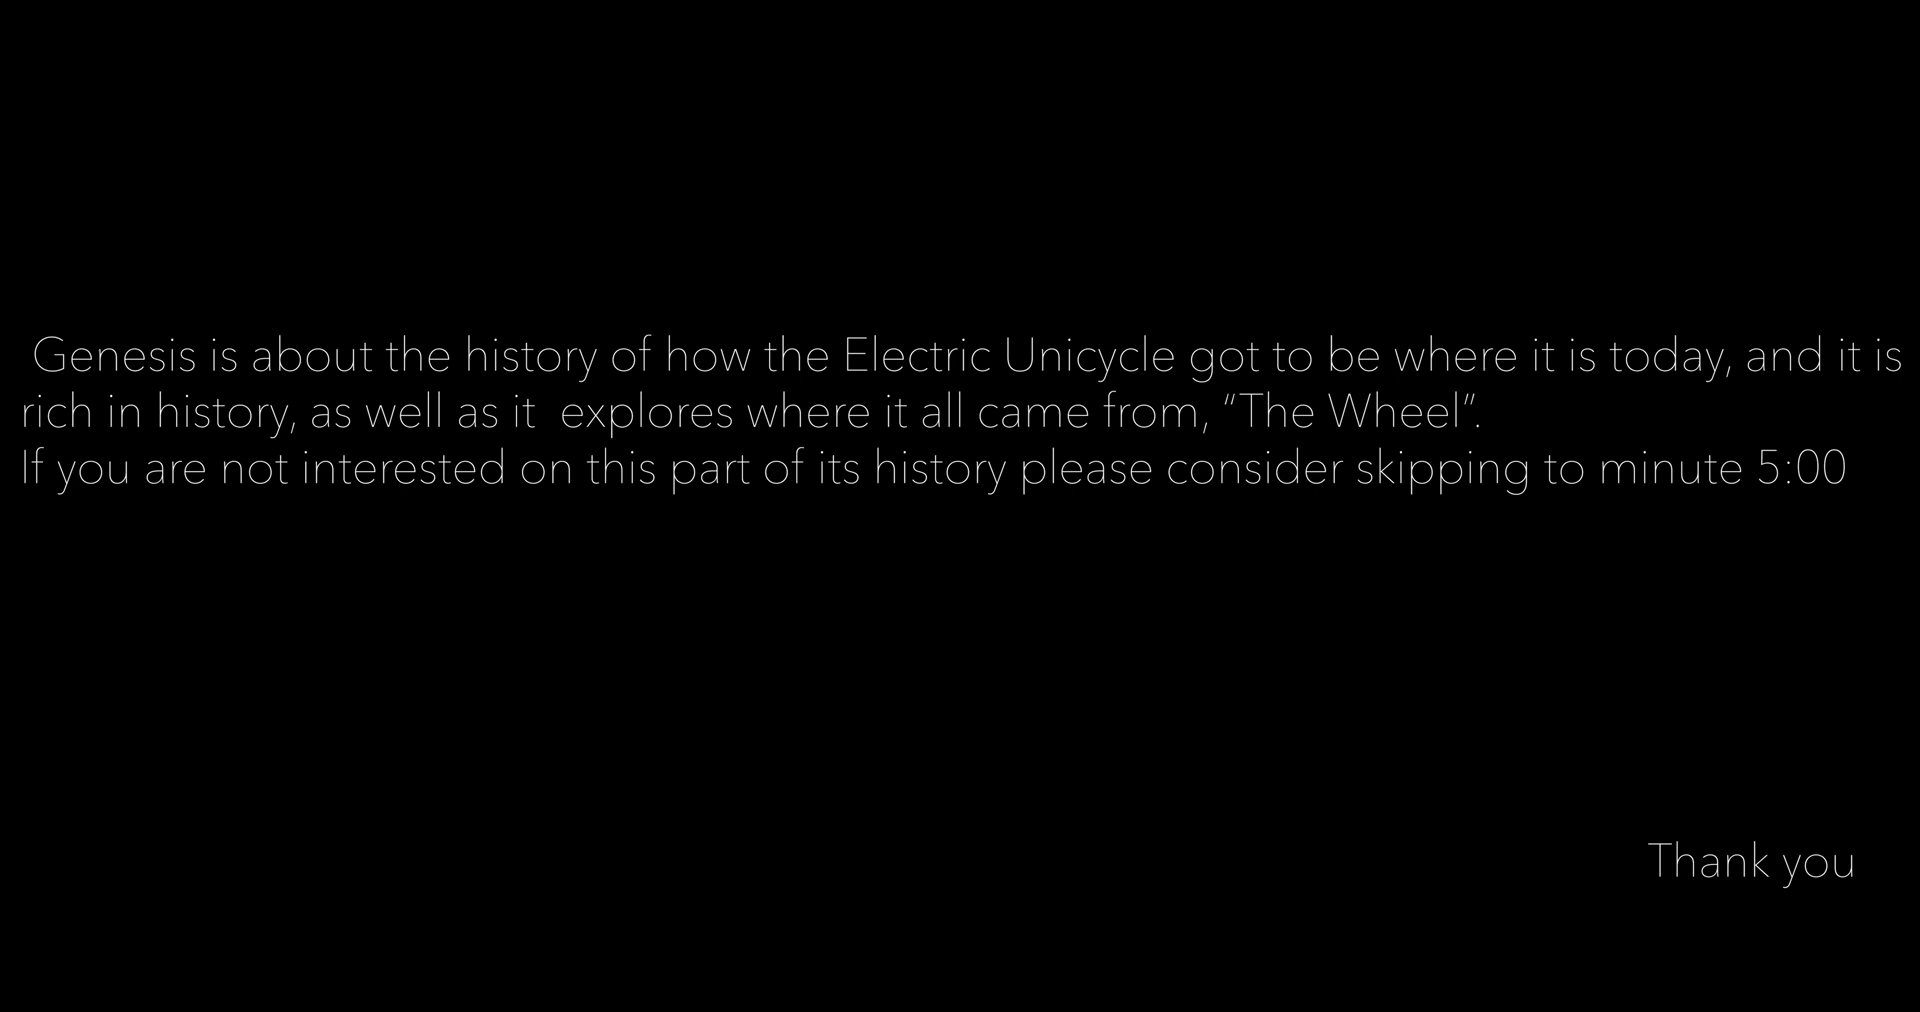 Genesis is about the history of how the Electric Unicycle got to be where it is today, and it is
rich in history, as well as it  explores where it all came from, “The Wheel”.
If you are not interested on this part of its history please consider skipping to minute 5:00
Thank you